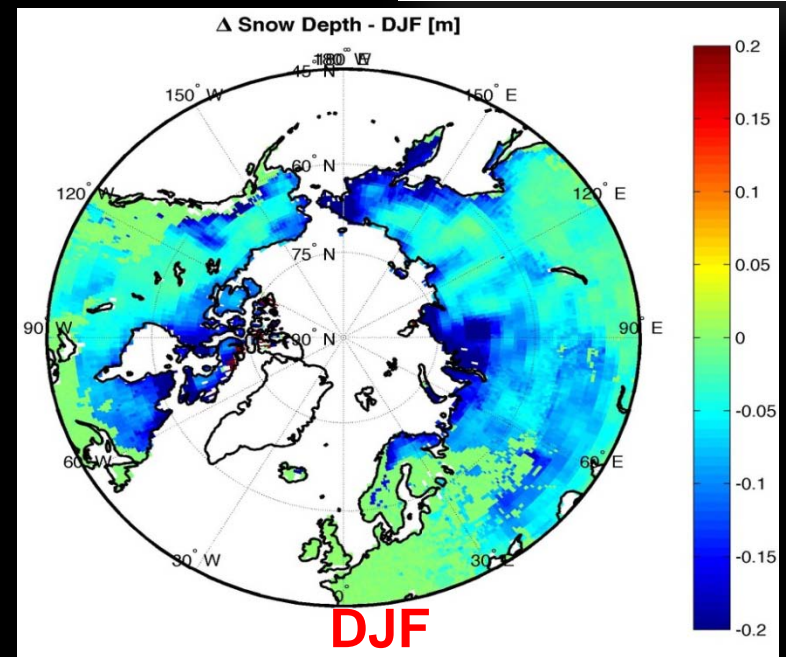 Δ Snow Depth - DJF [m]
45° N
150° W
150° E
60° N
120° W
120° E
75° N
90° W
90° N
90° E
60° W
60° E
30° W
30° E
0°
0.2
0.15
0.1
0.05
0
-0.05
-0.1
-0.15
-0.2
DJF